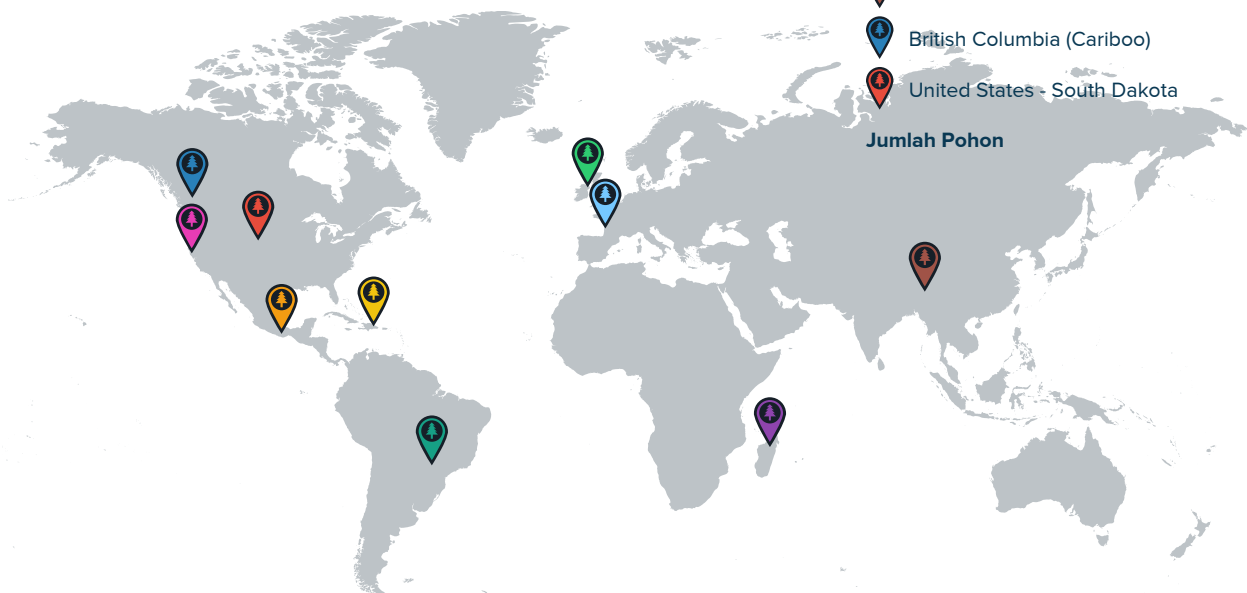 British Columbia (Cariboo)
United States - South Dakota
Jumlah Pohon